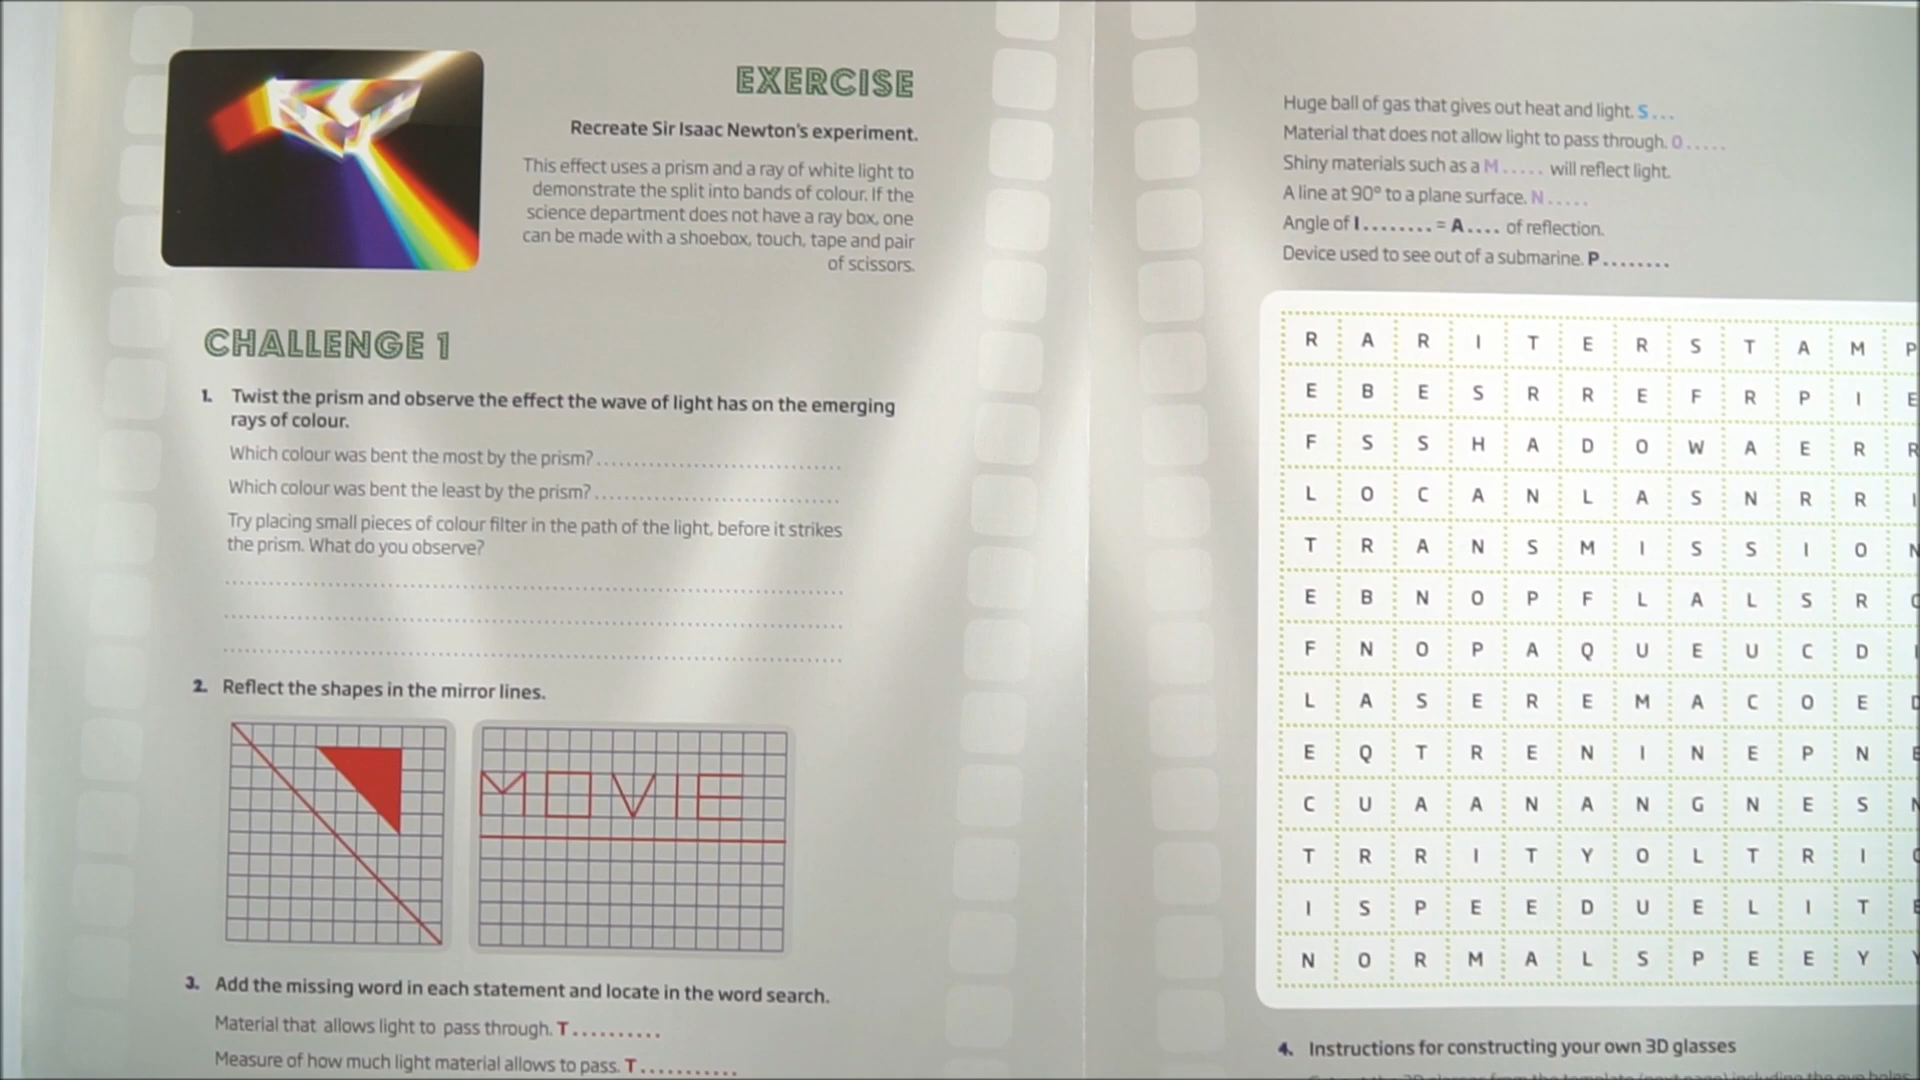 EXERCISE
Recreate Sir Isaac Newton's experiment.
This effect uses a prism and a ray of white light to
demonstrate the split into bands of colour. If the
science department does not have a ray box, one
can be made with a shoebox, touch, tape and pair
of scissors.
CHALLENGE 1
1. Twist the prism and observe the effect the wave of light has on the emerging
rays of colour.
Which colour was bent the most by the prism?
Which colour was bent the least by the prism?
Try placing small pieces of colour filter in the path of the light, before it strikes
the prism. What do you observe?
2. Reflect the shapes in the mirror lines.
MOVIE
3. Add the missing word in each statement and locate in the word search.
Material that allows light to pass through. T..........
Measure of how much light material allows to pass. T...........
Huge ball of gas that gives out heat and light. S...
Material that does not allow light to pass through. O.....
Shiny materials such as a M..... will reflect light.
A line at 90° to a plane surface. N.....
Angle of I........ = A.... of reflection.
Device used to see out of a submarine. P........
R A R I T E R S T A M P
E B E S R R E F R P I E
F S S H A D O W A E R R
L O C A N L A S N R R I
T R A N S M I S S I O N
E B N O P F L A L S R
F N O P A Q U E U C D
L A S E R E M A C O E
E Q T R E N I N E P N E
C U A A N A N G N E S N
T R R I T Y O L T R I
I S P E E D U E L I T E
N O R M A L S P E E Y Y
4. Instructions for constructing your own 3D glasses